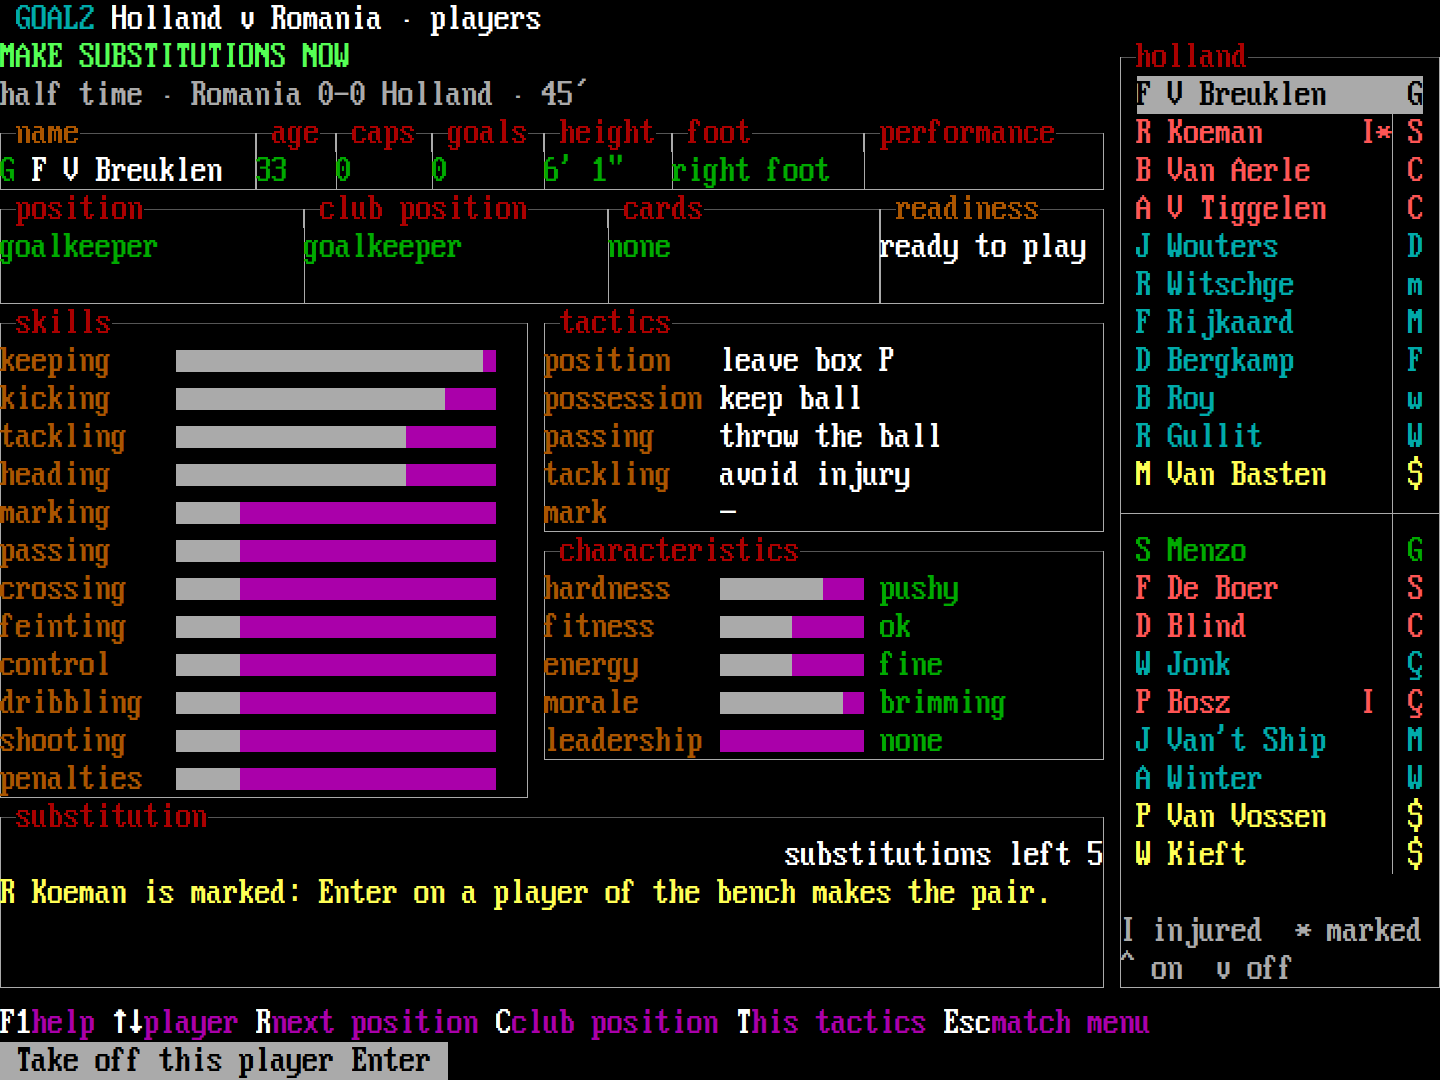 GOAL2 Holland v Romania · players
MAKE SUBSTITUTIONS NOW
half time · Romania 0-0 Holland · 45´
name age caps goals height foot performance
G F V Breuklen 33 0 0 6' 1" right foot
position club position cards readiness
goalkeeper goalkeeper none ready to play
skills
keeping
kicking
tackling
heading
marking
passing
crossing
feinting
control
dribbling
shooting
penalties
tactics
position leave box P
possession keep ball
passing throw the ball
tackling avoid injury
mark –
characteristics
hardness pushy
fitness ok
energy fine
morale brimming
leadership none
substitution
substitutions left 5
R Koeman is marked: Enter on a player of the bench makes the pair.
holland
F V Breuklen G
R Koeman I* S
B Van Aerle C
A V Tiggelen C
J Wouters D
R Witschge m
F Rijkaard M
D Bergkamp F
B Roy w
R Gullit W
M Van Basten $
S Menzo G
F De Boer S
D Blind C
W Jonk Ç
P Bosz I Ç
J Van't Ship M
A Winter W
P Van Vossen $
W Kieft $
I injured * marked
^ on v off
F1help ↑↓player Rnext position Cclub position This tactics Escmatch menu
Take off this player Enter